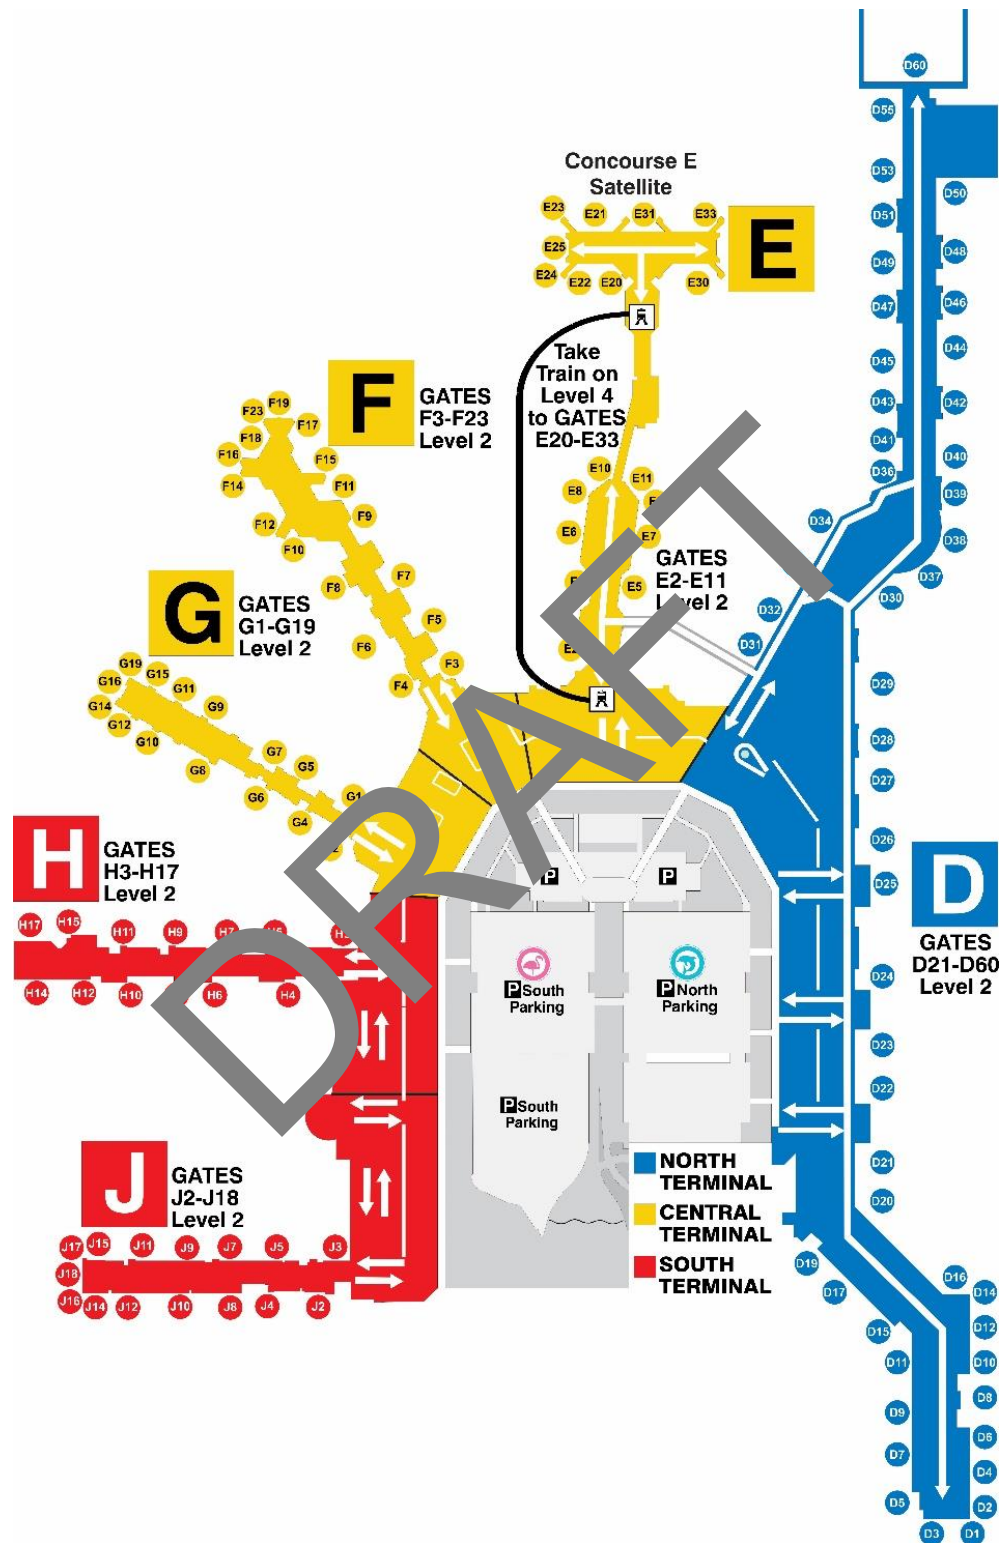 D60
D55
D53
D50
D51
D48
D49
D46
D47
D44
D45
D42
D43
D41
D40
D36
D39
D34
D38
D37
D30
D32
D31
D29
D28
D27
D26
D25
D24
D23
D22
D21
D20
D19
D17
D16
D14
D15
D12
D11
D10
D8
D9
D6
D7
D4
D5
D2
D3
D1
D
GATES
D21-D60
Level 2
Concourse E
Satellite
E23
E21
E31
E33
E25
E24
E22
E20
E30
E
Take
Train on
Level 4
to GATES
E20-E33
E10
E11
E8
E6
E7
E5
GATES
E2-E11
Level 2
F
GATES
F3-F23
Level 2
F19
F23
F17
F18
F16
F15
F14
F11
F12
F9
F10
F7
F8
F5
F6
F3
F4
G
GATES
G1-G19
Level 2
G19
G16
G15
G11
G14
G9
G12
G10
G7
G8
G5
G6
G4
G1
H
GATES
H3-H17
Level 2
H17
H15
H11
H9
H7
H14
H12
H10
H6
H4
J
GATES
J2-J18
Level 2
J17
J15
J11
J9
J7
J5
J3
J18
J16
J14
J12
J10
J8
J4
J2
P
P
P South
Parking
P North
Parking
P South
Parking
NORTH
TERMINAL
CENTRAL
TERMINAL
SOUTH
TERMINAL
DRAFT